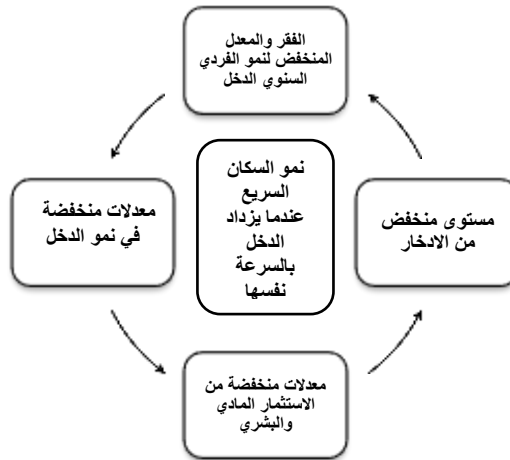 الفقر والمعدل
المنخفض لنمو الفردي
السنوي الدخل
نمو السكان
السريع
عندما يزداد
الدخل
بالسرعة
نفسها
مستوى منخفض
من الادخار
معدلات منخفضة
في نمو الدخل
معدلات منخفضة من
الاستثمار المادي
والبشري